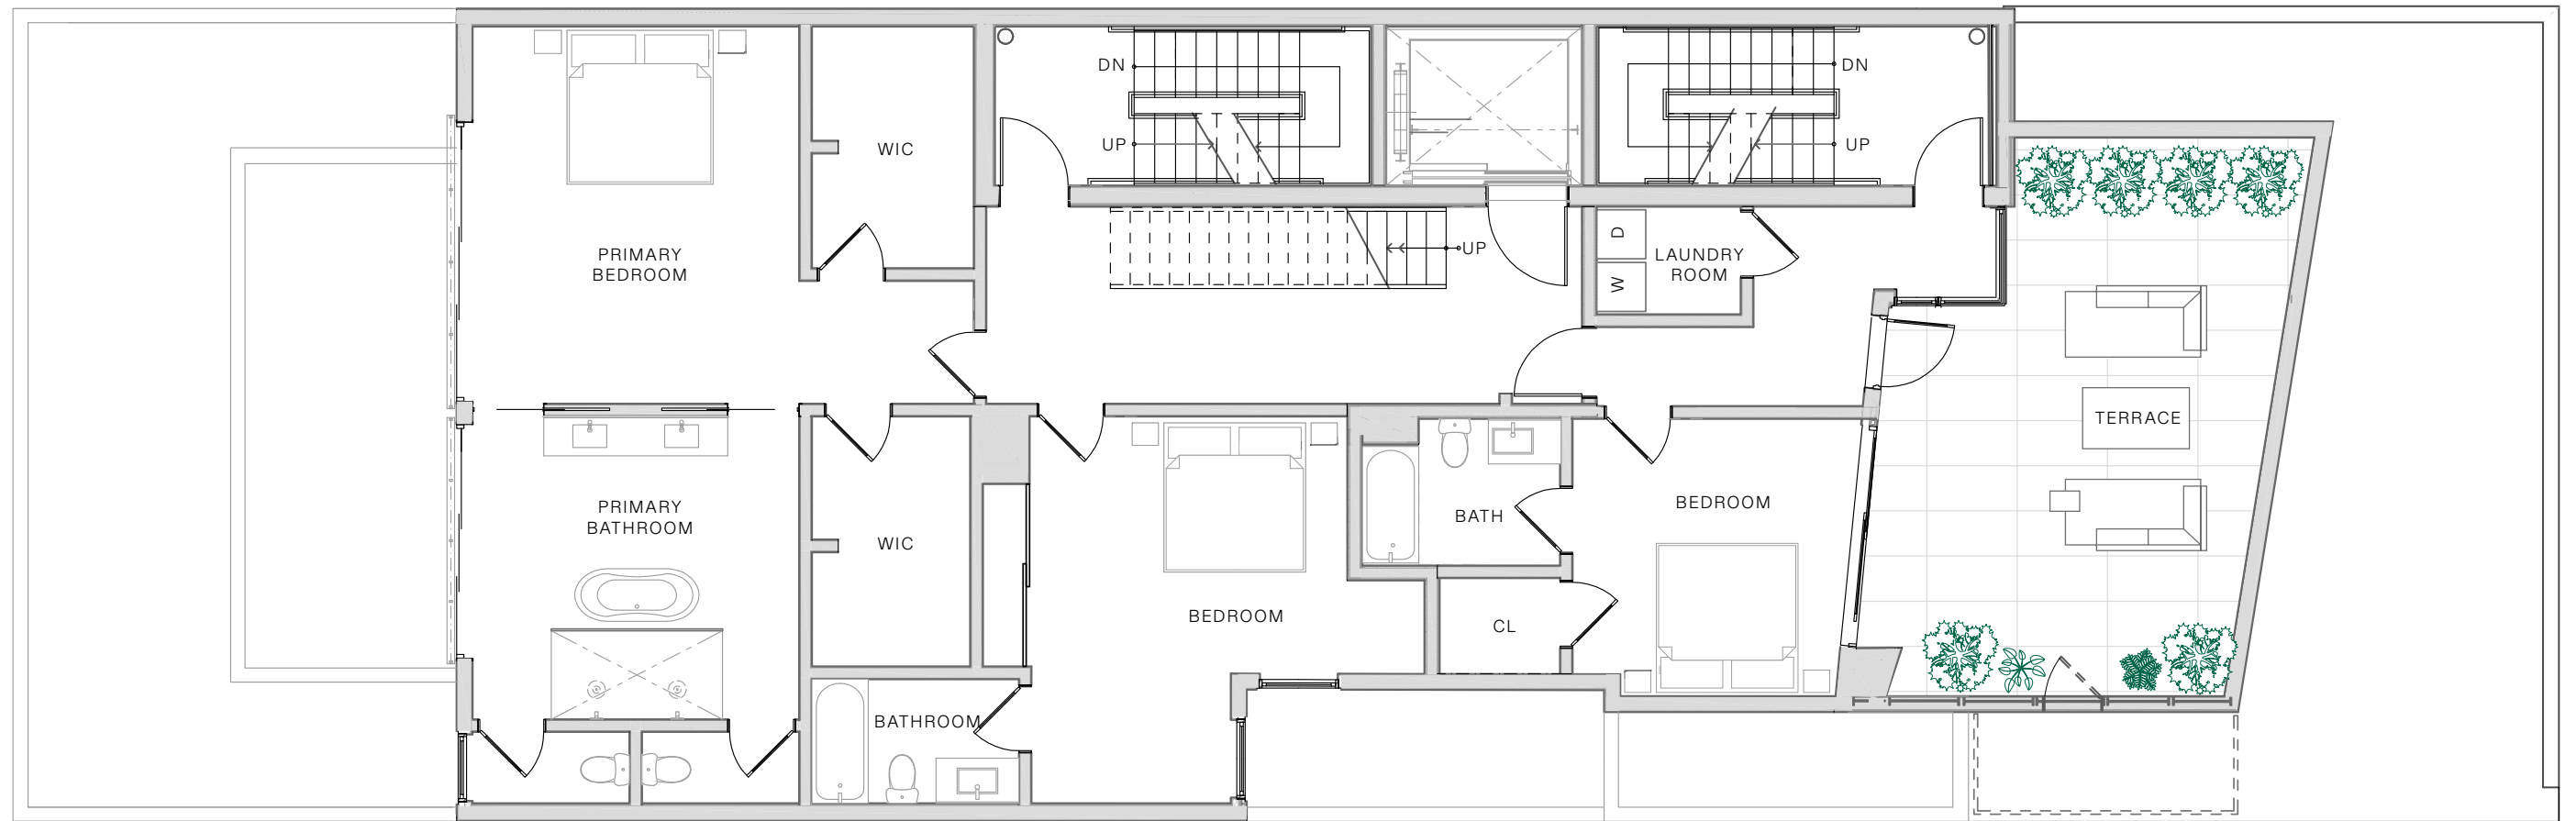 DN
DN
UP
UP
WIC
PRIMARY
BEDROOM
UP
D
LAUNDRY
ROOM
W
TERRACE
PRIMARY
BATHROOM
WIC
BATH
BEDROOM
BEDROOM
CL
BATHROOM